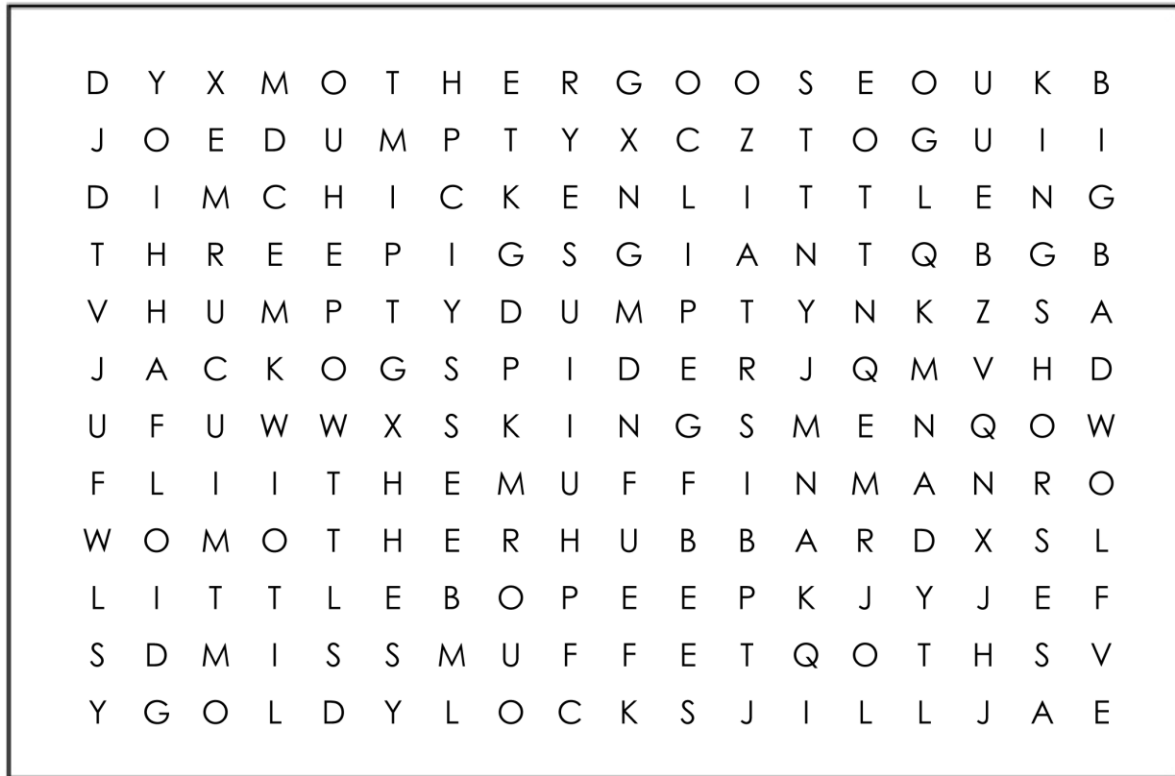 D Y X M O T H E R G O O S E O U K B
J O E D U M P T Y X C Z T O G U I I
D I M C H I C K E N L I T T L E N G
T H R E E P I G S G I A N T Q B G B
V H U M P T Y D U M P T Y N K Z S A
J A C K O G S P I D E R J Q M V H D
U F U W W X S K I N G S M E N Q O W
F L I I T H E M U F F I N M A N R O
W O M O T H E R H U B B A R D X S L
L I T T L E B O P E E P K J Y J E F
S D M I S S M U F F E T Q O T H S V
Y G O L D Y L O C K S J I L L J A E